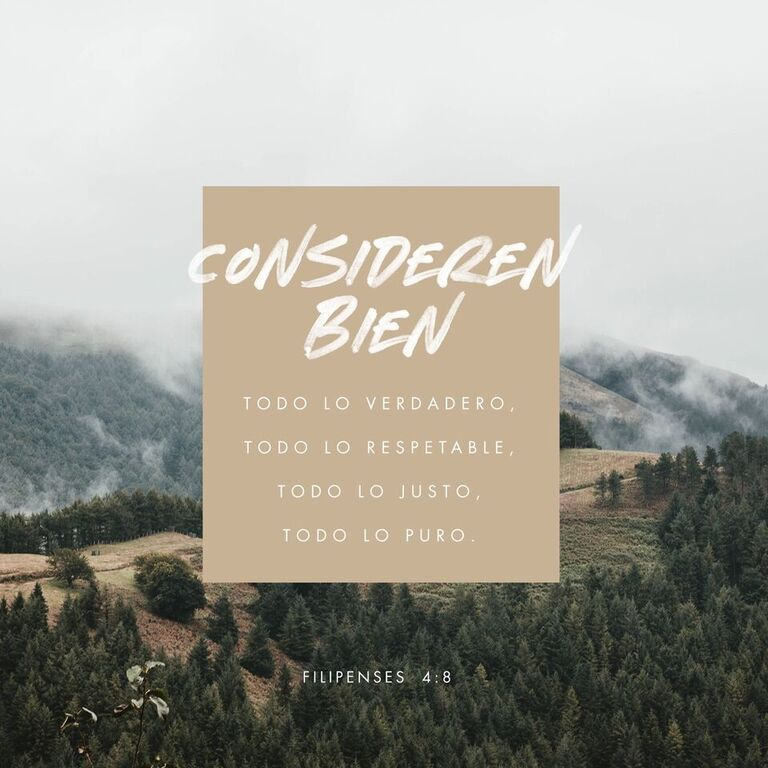 CONSIDEREN
BIEN
TODO LO VERDADERO,
TODO LO RESPETABLE,
TODO LO JUSTO,
TODO LO PURO.
FILIPENSES 4:8